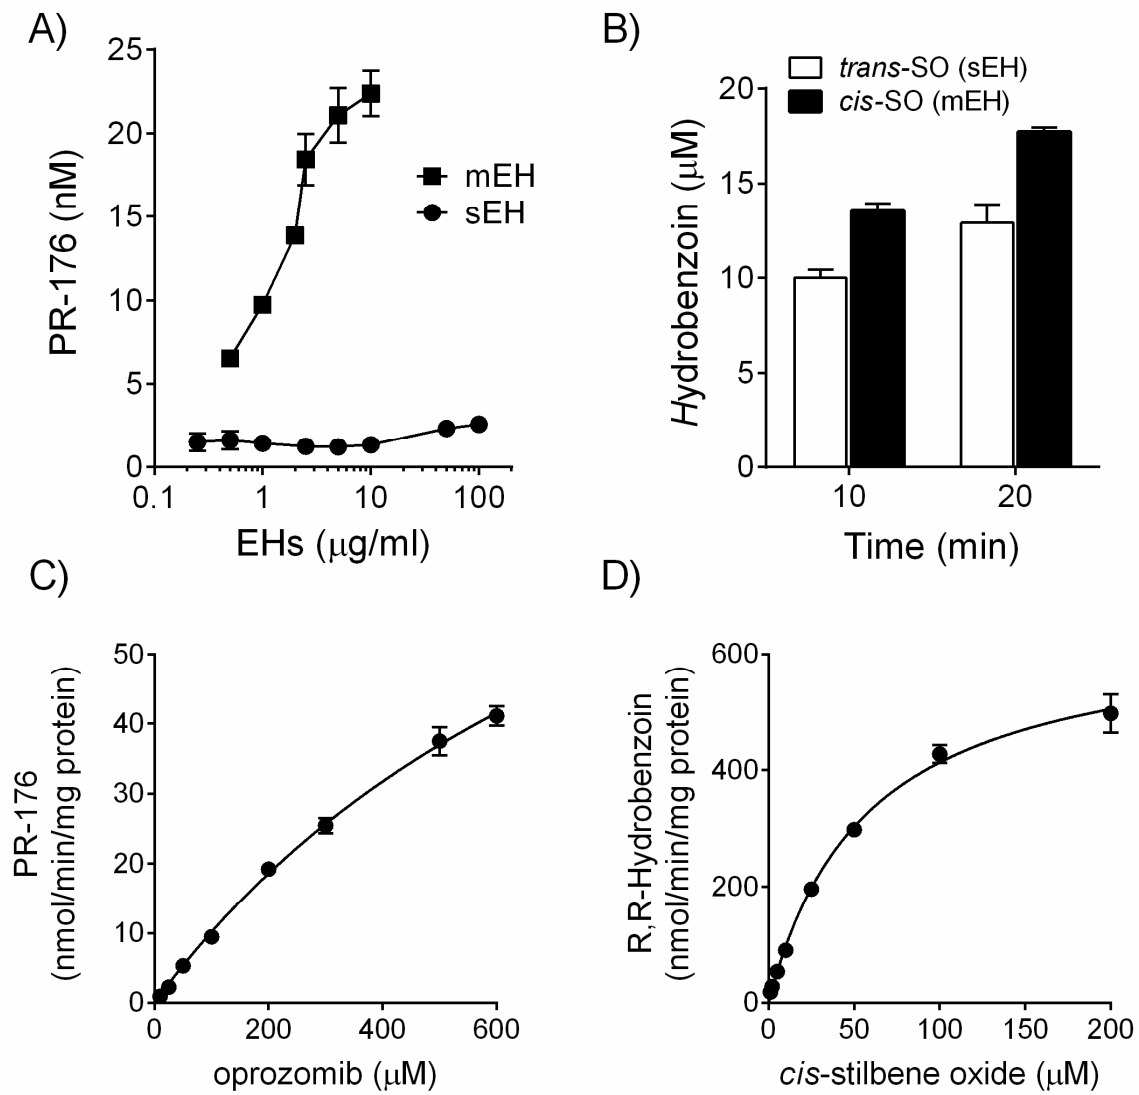 A)
25
20
15
10
5
0
PR-176 (nM)
mEH
sEH
0.1
1
10
100
EHs (μg/ml)
B)
trans-SO (sEH)
cis-SO (mEH)
20
15
10
5
0
Hydrobenzoin (μM)
10
20
Time (min)
C)
50
40
30
20
10
0
PR-176
(nmol/min/mg protein)
0
200
400
600
oprozomib (μM)
D)
600
400
200
0
R,R-Hydrobenzoin
(nmol/min/mg protein)
0
50
100
150
200
cis-stilbene oxide (μM)